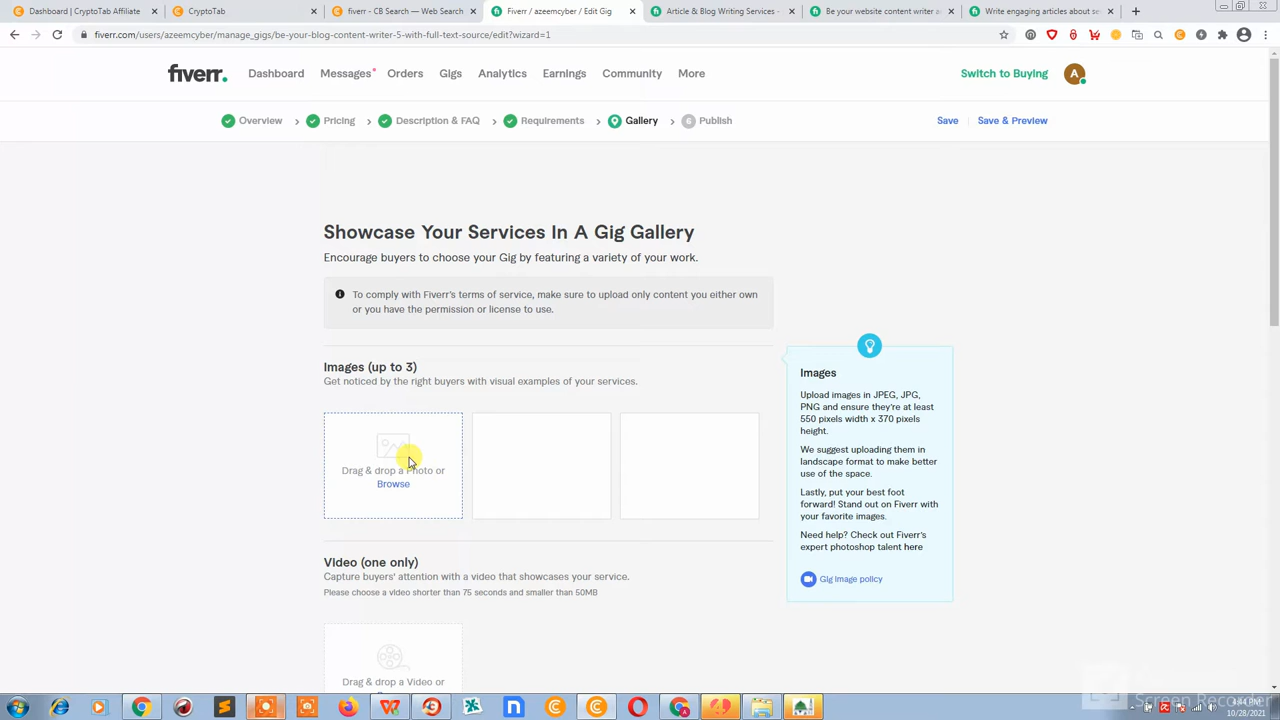 Dashboard | CryptoTab Affiliate
CryptoTab
fiverr - CB Search — Web Search
Fiverr / azeemcyber / Edit Gig
Article & Blog Writing Services -
Be your website content writer a
Write engaging articles about se
fiverr.com/users/azeemcyber/manage_gigs/be-your-blog-content-writer-5-with-full-text-source/edit?wizard=1
fiverr. Dashboard Messages Orders Gigs Analytics Earnings Community More Switch to Buying A
Overview Pricing Description & FAQ Requirements Gallery 6 Publish Save Save & Preview
Showcase Your Services In A Gig Gallery
Encourage buyers to choose your Gig by featuring a variety of your work.
To comply with Fiverr's terms of service, make sure to upload only content you either own
or you have the permission or license to use.
Images (up to 3)
Get noticed by the right buyers with visual examples of your services.
Drag & drop a Photo or
Browse
Images
Upload images in JPEG, JPG,
PNG and ensure they're at least
550 pixels width x 370 pixels
height.
We suggest uploading them in
landscape format to make better
use of the space.
Lastly, put your best foot
forward! Stand out on Fiverr with
your favorite images.
Need help? Check out Fiverr's
expert photoshop talent here
Gig image policy
Video (one only)
Capture buyers' attention with a video that showcases your service.
Please choose a video shorter than 75 seconds and smaller than 50MB
Drag & drop a Video or
Screen Recorder
4:44 PM
10/28/2021